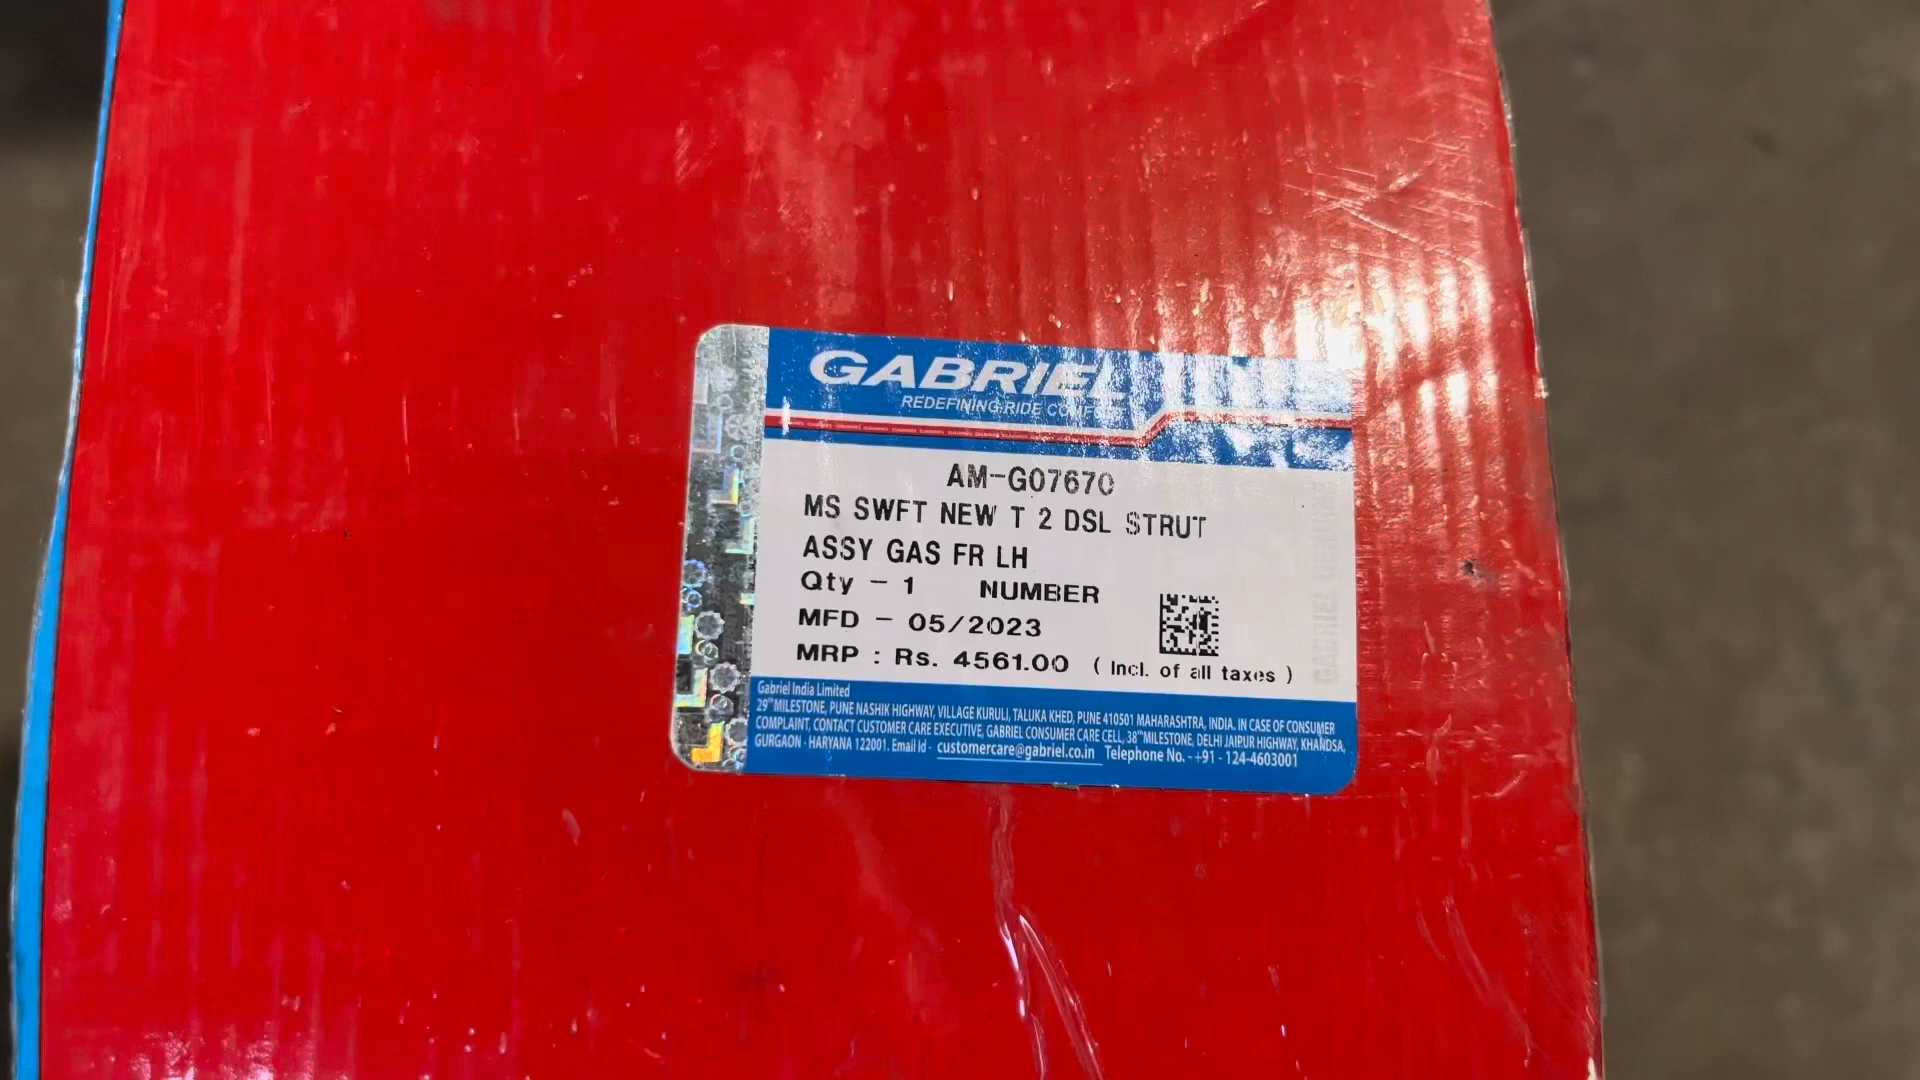 GABRIEL
REDEFINING RIDE
AM-G07670
MS SWFT NEW T 2 DSL STRUT
ASSY GAS FR LH
Qty - 1 NUMBER
MFD - 05/2023
MRP : Rs. 4561.00 ( Incl. of all taxes )
Gabriel India Limited
29th MILESTONE, PUNE NASHIK HIGHWAY, VILLAGE KURULI, TALUKA KHED, PUNE 410501 MAHARASHTRA, INDIA. IN CASE OF CONSUMER
COMPLAINT, CONTACT CUSTOMER CARE EXECUTIVE, GABRIEL CONSUMER CARE CELL, 38th MILESTONE, DELHI JAIPUR HIGHWAY, KHANDSA,
GURGAON - HARYANA 122001. Email Id - customercare@gabriel.co.in Telephone No. - +91 - 124-4603001